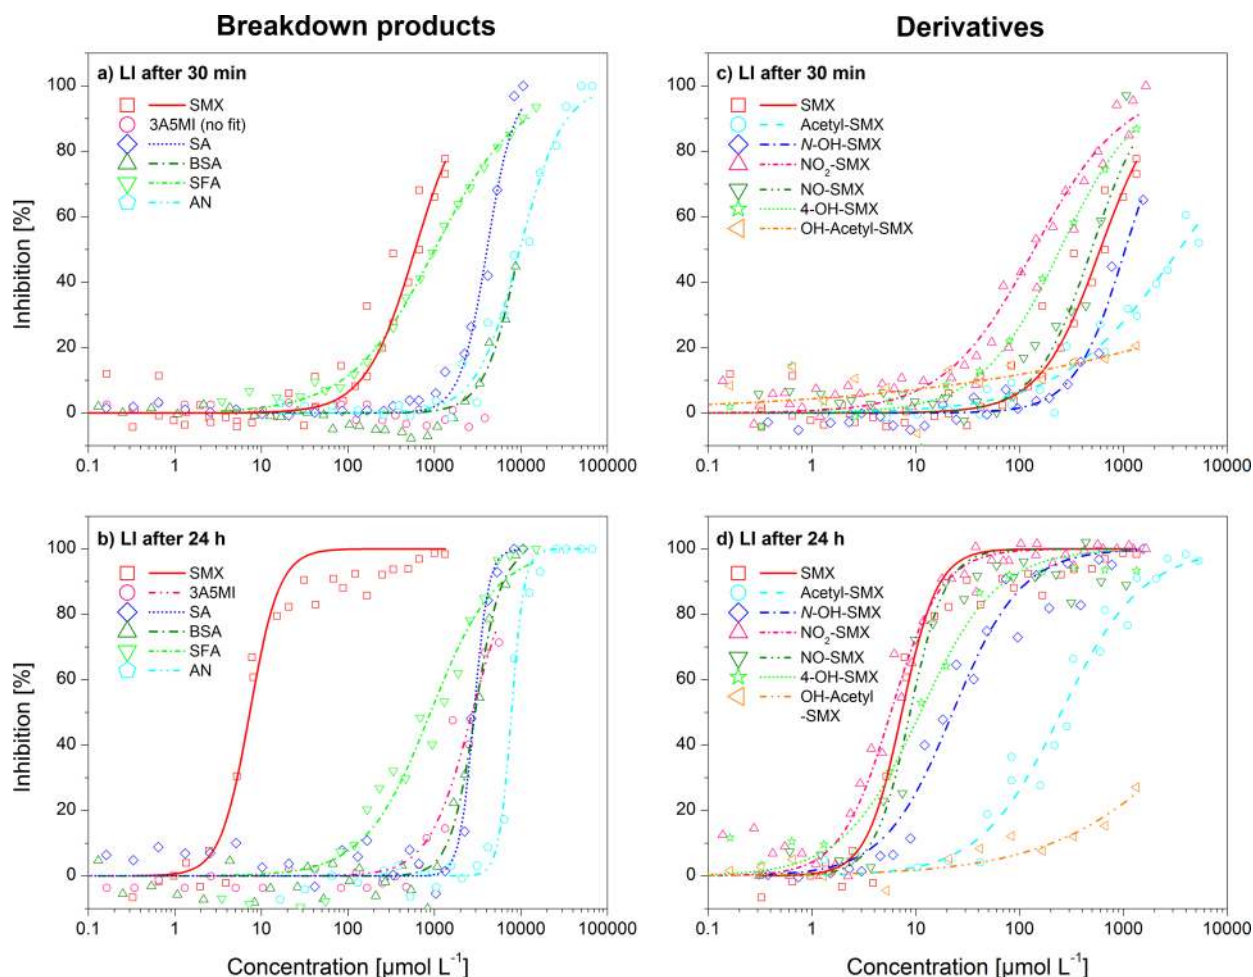 Breakdown products
Derivatives
a) LI after 30 min
SMX
3A5MI (no fit)
SA
BSA
SFA
AN
Inhibition [%]
100
80
60
40
20
0
0.1
1
10
100
1000
10000
100000
c) LI after 30 min
SMX
Acetyl-SMX
N-OH-SMX
NO2-SMX
NO-SMX
4-OH-SMX
OH-Acetyl-SMX
Inhibition [%]
100
80
60
40
20
0
0.1
1
10
100
1000
10000
b) LI after 24 h
SMX
3A5MI
SA
BSA
SFA
AN
Inhibition [%]
100
80
60
40
20
0
0.1
1
10
100
1000
10000
100000
Concentration [µmol L⁻¹]
d) LI after 24 h
SMX
Acetyl-SMX
N-OH-SMX
NO2-SMX
NO-SMX
4-OH-SMX
OH-Acetyl
-SMX
Inhibition [%]
100
80
60
40
20
0
0.1
1
10
100
1000
10000
Concentration [µmol L⁻¹]